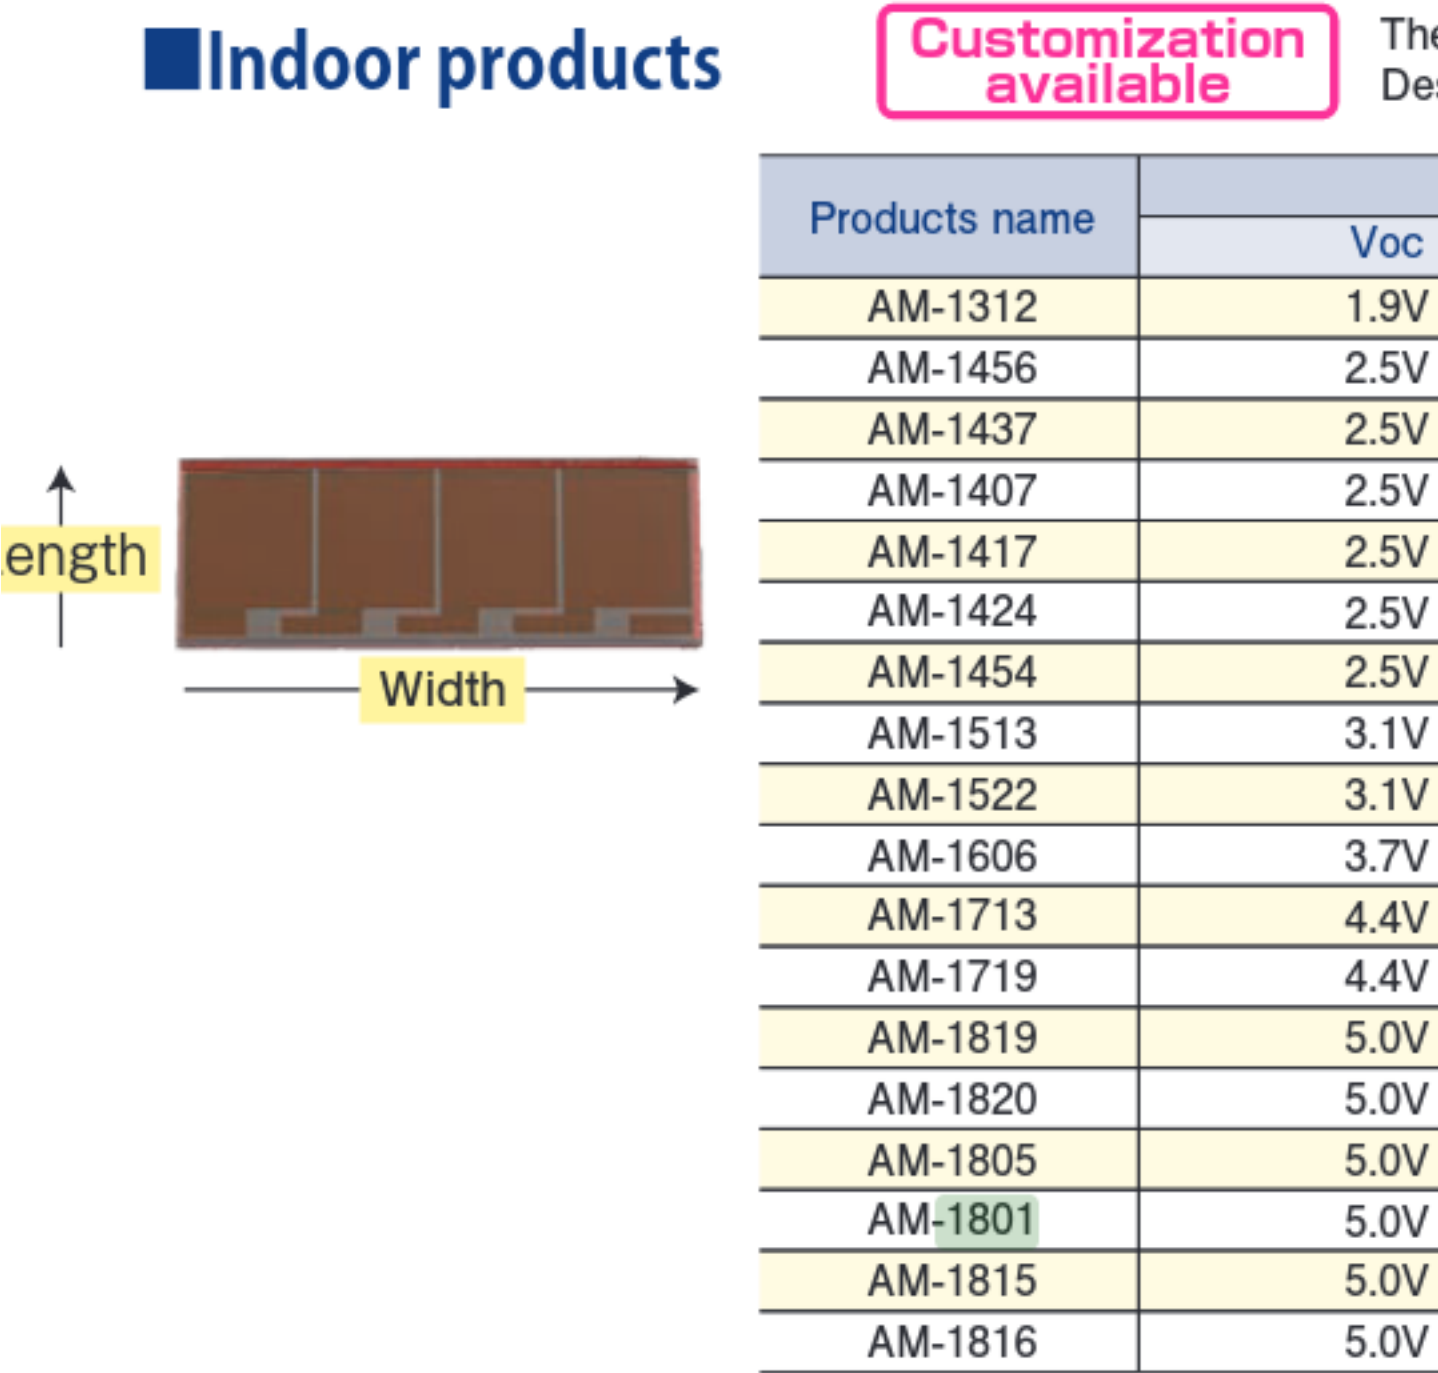 ■Indoor products
Customization
available
The
Des
Products name
Voc
AM-1312 1.9V
AM-1456 2.5V
AM-1437 2.5V
AM-1407 2.5V
AM-1417 2.5V
AM-1424 2.5V
AM-1454 2.5V
AM-1513 3.1V
AM-1522 3.1V
AM-1606 3.7V
AM-1713 4.4V
AM-1719 4.4V
AM-1819 5.0V
AM-1820 5.0V
AM-1805 5.0V
AM-1801 5.0V
AM-1815 5.0V
AM-1816 5.0V
ength
Width